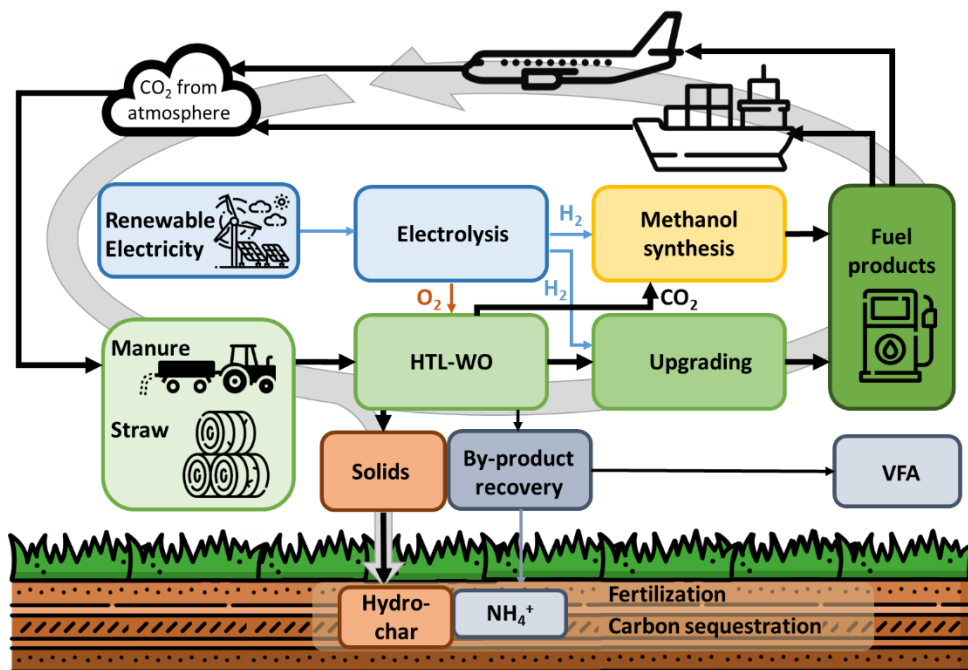 CO₂ from
atmosphere
Renewable
Electricity
Electrolysis
H₂
Methanol
synthesis
Fuel
products
O₂
H₂
CO₂
Manure
HTL-WO
Upgrading
Straw
Solids
By-product
recovery
VFA
Hydro-
char
NH₄⁺
Fertilization
Carbon sequestration